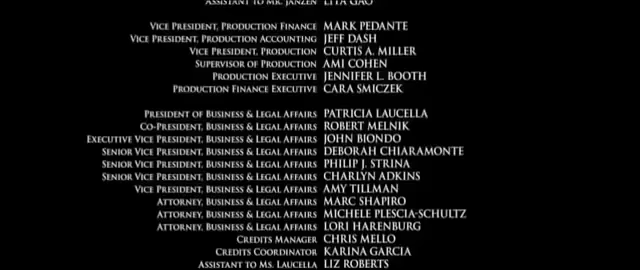 ASSISTANT TO MR. JANZEN LITA GAO
VICE PRESIDENT, PRODUCTION FINANCE MARK PEDANTE
VICE PRESIDENT, PRODUCTION ACCOUNTING JEFF DASH
VICE PRESIDENT, PRODUCTION CURTIS A. MILLER
SUPERVISOR OF PRODUCTION AMI COHEN
PRODUCTION EXECUTIVE JENNIFER L. BOOTH
PRODUCTION FINANCE EXECUTIVE CARA SMICZEK
PRESIDENT OF BUSINESS & LEGAL AFFAIRS PATRICIA LAUCELLA
CO-PRESIDENT, BUSINESS & LEGAL AFFAIRS ROBERT MELNIK
EXECUTIVE VICE PRESIDENT, BUSINESS & LEGAL AFFAIRS JOHN BIONDO
SENIOR VICE PRESIDENT, BUSINESS & LEGAL AFFAIRS DEBORAH CHIARAMONTE
SENIOR VICE PRESIDENT, BUSINESS & LEGAL AFFAIRS PHILIP J. STRINA
SENIOR VICE PRESIDENT, BUSINESS & LEGAL AFFAIRS CHARLYN ADKINS
VICE PRESIDENT, BUSINESS & LEGAL AFFAIRS AMY TILLMAN
ATTORNEY, BUSINESS & LEGAL AFFAIRS MARC SHAPIRO
ATTORNEY, BUSINESS & LEGAL AFFAIRS MICHELE PLESCIA-SCHULTZ
ATTORNEY, BUSINESS & LEGAL AFFAIRS LORI HARENBURG
CREDITS MANAGER CHRIS MELLO
CREDITS COORDINATOR KARINA GARCIA
ASSISTANT TO MS. LAUCELLA LIZ ROBERTS